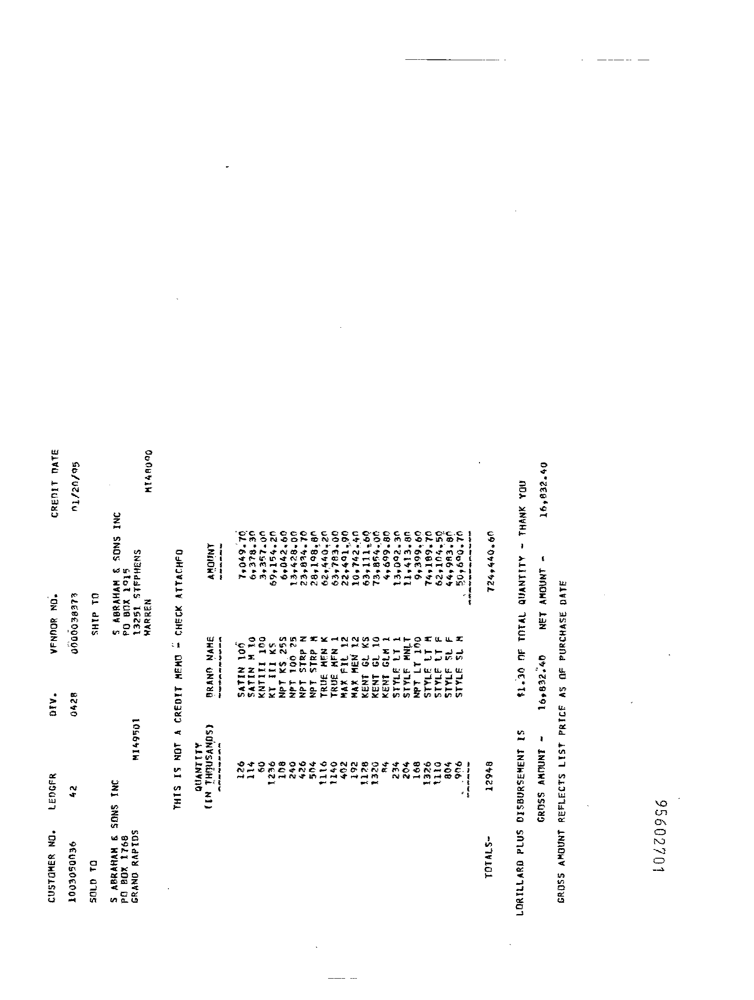 CUSTOMER NO. LEDGER DIV. VENDOR NO. CREDIT DATE
1003050036 42 0428 0000038373 01/20/95
SOLD TO SHIP TO
S ABRAHAM & SONS INC S ABRAHAM & SONS INC
PO BOX 1768 PO BOX 1915
GRAND RAPIDS 13251 STEPHENS
MI49501 WARREN MI48090
THIS IS NOT A CREDIT MEMO - CHECK ATTACHED
QUANTITY
(IN THOUSANDS) BRAND NAME AMOUNT
126 SATIN 100 7,049.70
114 SATIN M 10 6,378.30
60 KNTIII 100 3,357.00
1236 KT III KS 69,154.20
108 NPT KS 25S 6,042.60
240 NPT 100 25 13,428.00
426 NPT STRP N 23,834.70
504 NPT STRP M 28,198.80
1116 TRUE MEN K 62,440.20
1140 TRUE MEN 1 63,783.00
402 MAX FIL 12 22,491.90
192 MAX MEN 12 10,742.40
1128 KENT GL KS 63,111.60
1320 KENT GL 10 73,854.00
84 KENT GLM 1 4,699.80
234 STYLE LT 1 13,092.30
204 STYLE MNLT 11,413.80
168 NPT LT 100 9,399.60
1326 STYLE LT M 74,189.70
1110 STYLE LT F 62,104.50
804 STYLE SL F 44,983.80
906 STYLE SL M 50,690.70
TOTALS- 12948 724,440.60
LORILLARD PLUS DISBURSEMENT IS $1.30 OF TOTAL QUANTITY - THANK YOU
GROSS AMOUNT - 16,832.40 NET AMOUNT - 16,832.40
GROSS AMOUNT REFLECTS LIST PRICE AS OF PURCHASE DATE
95602701